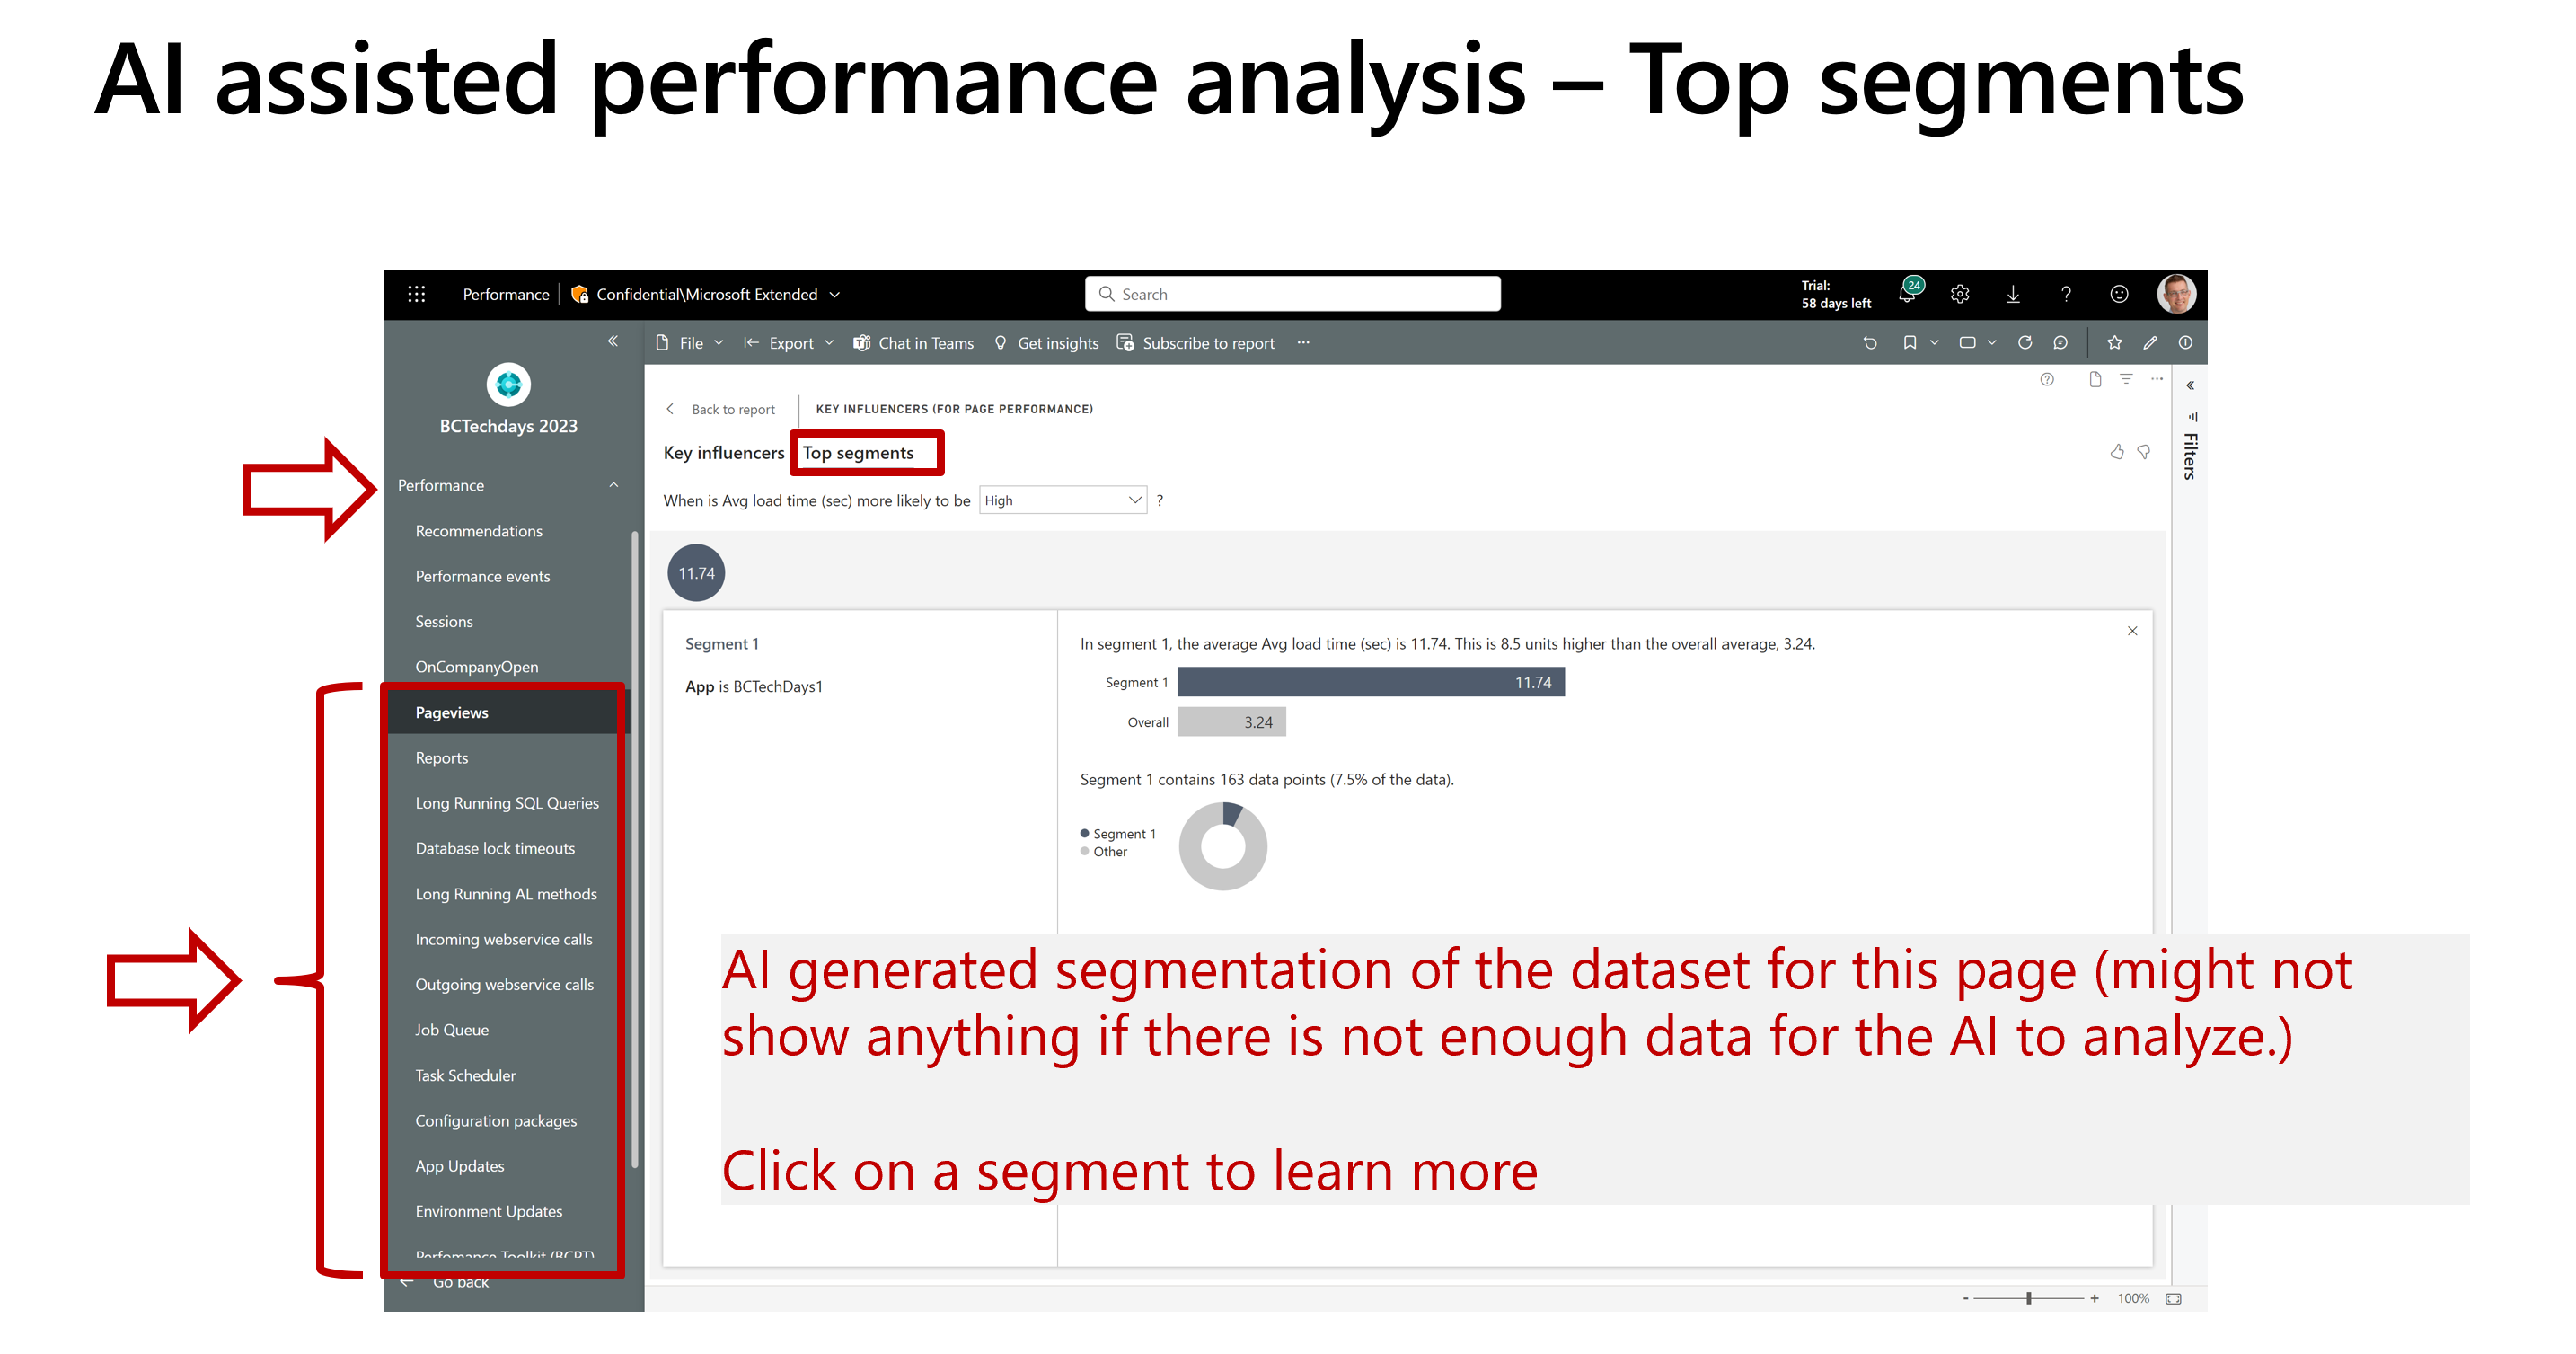 AI assisted performance analysis – Top segments
Performance
Confidential\Microsoft Extended
Search
Trial:
58 days left
24
File
Export
Chat in Teams
Get insights
Subscribe to report
BCTechdays 2023
Performance
Recommendations
Performance events
Sessions
OnCompanyOpen
Pageviews
Reports
Long Running SQL Queries
Database lock timeouts
Long Running AL methods
Incoming webservice calls
Outgoing webservice calls
Job Queue
Task Scheduler
Configuration packages
App Updates
Environment Updates
Perfomance Toolkit (BCPT)
Go back
Back to report
KEY INFLUENCERS (FOR PAGE PERFORMANCE)
Key influencers
Top segments
When is Avg load time (sec) more likely to be High ?
11.74
Segment 1
App is BCTechDays1
In segment 1, the average Avg load time (sec) is 11.74. This is 8.5 units higher than the overall average, 3.24.
Segment 1 11.74
Overall 3.24
Segment 1 contains 163 data points (7.5% of the data).
Segment 1
Other
Filters
AI generated segmentation of the dataset for this page (might not
show anything if there is not enough data for the AI to analyze.)
Click on a segment to learn more
- + 100%